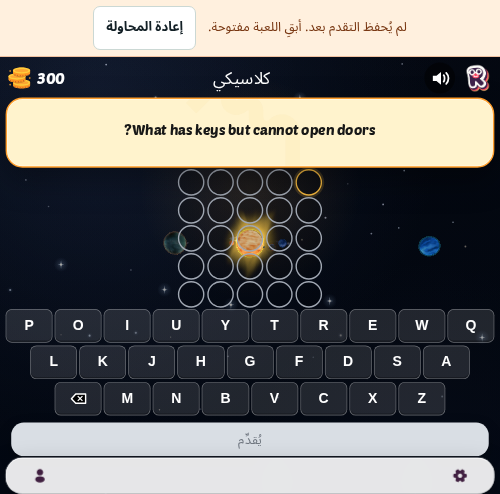 لم يُحفظ التقدم بعد. أبقِ اللعبة مفتوحة.
إعادة المحاولة
300
كلاسيكي
?What has keys but cannot open doors
P O I U Y T R E W Q
L K J H G F D S A
M N B V C X Z
يُقدِّم